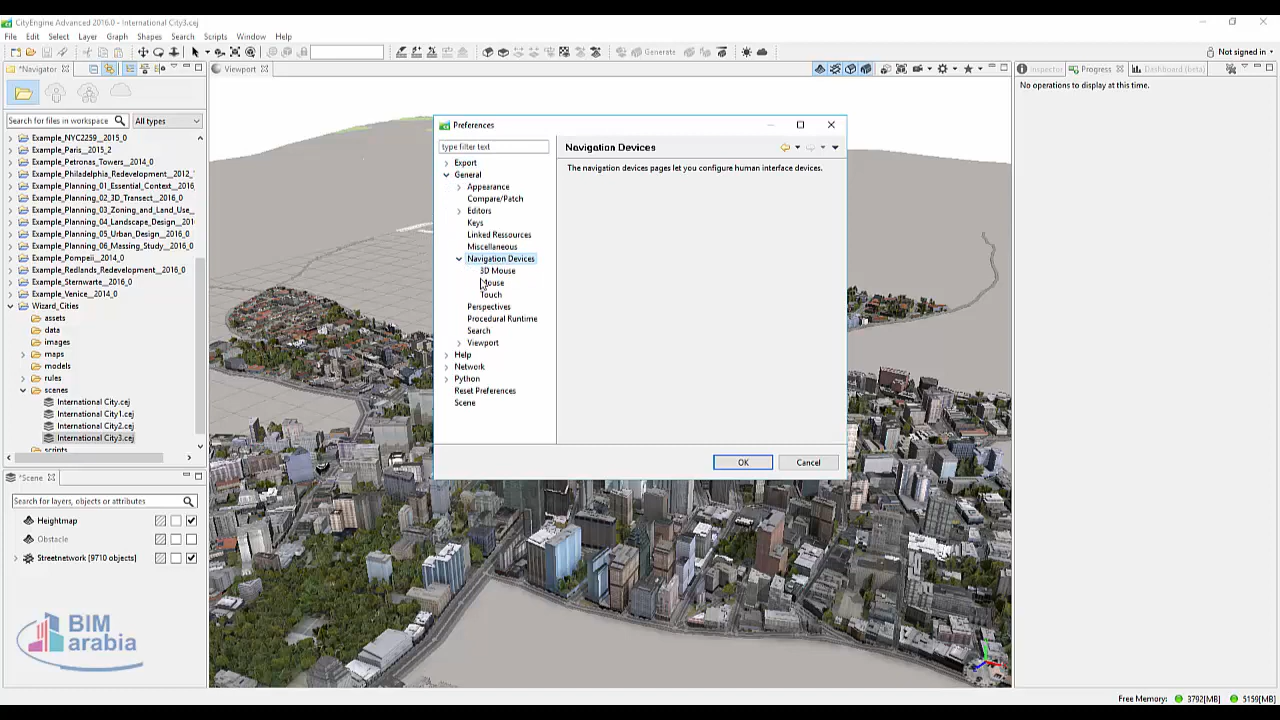 CityEngine Advanced 2016.0 - International City3.cej
File Edit Select Layer Graph Shapes Search Scripts Window Help
Generate
Not signed in
*Navigator
Viewport
Inspector
Progress
Dashboard (beta)
No operations to display at this time.
Search for files in workspace
All types
Example_NYC2259__2015_0
Example_Paris__2015_2
Example_Petronas_Towers__2014_0
Example_Philadelphia_Redevelopment__2012_
Example_Planning_01_Essential_Context__2016
Example_Planning_02_3D_Transect__2016_0
Example_Planning_03_Zoning_and_Land_Use_
Example_Planning_04_Landscape_Design__201
Example_Planning_05_Urban_Design__2016_0
Example_Planning_06_Massing_Study__2016_0
Example_Pompeii__2014_0
Example_Redlands_Redevelopment__2016_0
Example_Sternwarte__2016_0
Example_Venice__2014_0
Wizard_Cities
assets
data
images
maps
models
rules
scenes
International City.cej
International City1.cej
International City2.cej
International City3.cej
scripts
*Scene
Search for layers, objects or attributes
Heightmap
Obstacle
Streetnetwork [9710 objects]
BIM
arabia
Preferences
type filter text
Export
General
Appearance
Compare/Patch
Editors
Keys
Linked Ressources
Miscellaneous
Navigation Devices
3D Mouse
Mouse
Touch
Perspectives
Procedural Runtime
Search
Viewport
Help
Network
Python
Reset Preferences
Scene
Navigation Devices
The navigation devices pages let you configure human interface devices.
OK
Cancel
Free Memory: 3792[MB] 5159[MB]